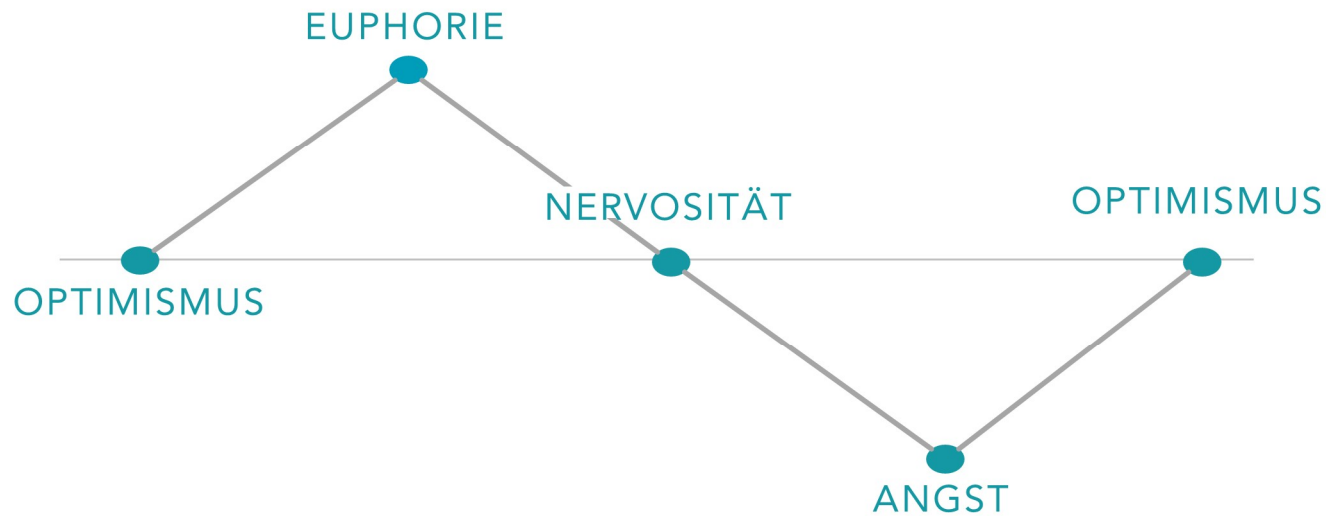 EUPHORIE
NERVOSITÄT
OPTIMISMUS
OPTIMISMUS
ANGST